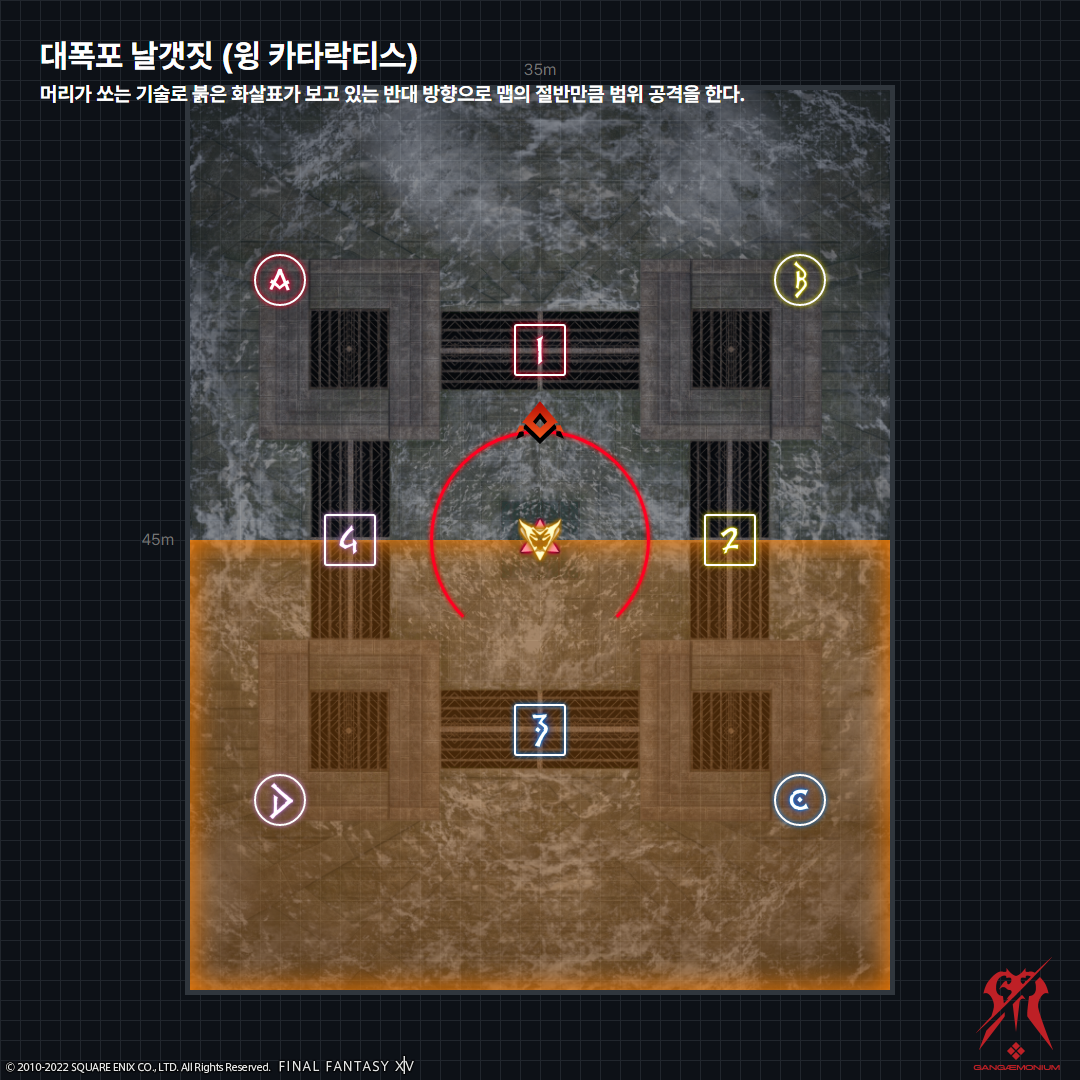 대폭포 날갯짓 (윙 카타락티스)
35m
머리가 쏘는 기술로 붉은 화살표가 보고 있는 반대 방향으로 맵의 절반만큼 범위 공격을 한다.
A
B
1
45m
4
2
3
D
C
GANGÆMONIUM
© 2010-2022 SQUARE ENIX CO., LTD. All Rights Reserved. FINAL FANTASY XIV